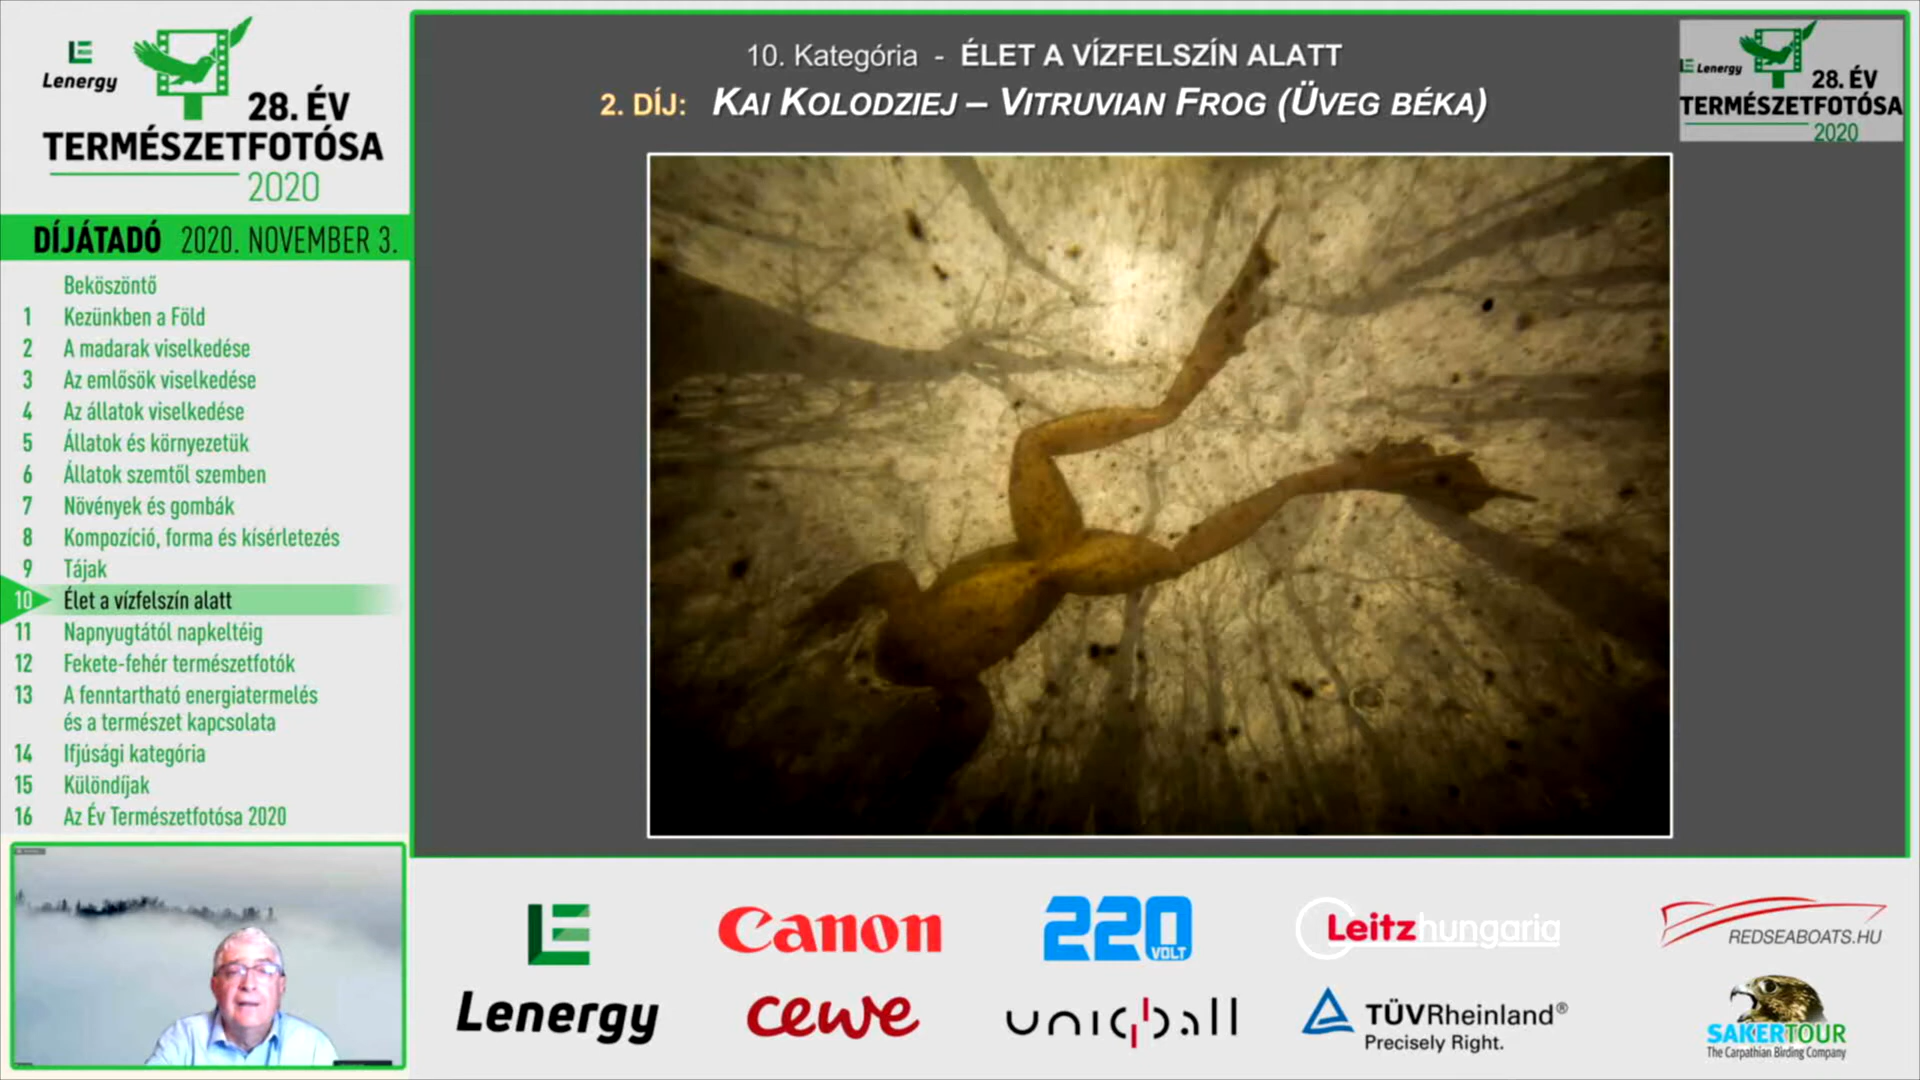 Lenergy
28. ÉV
TERMÉSZETFOTÓSA
2020
DÍJÁTADÓ 2020. NOVEMBER 3.
Beköszöntő
1 Kezünkben a Föld
2 A madarak viselkedése
3 Az emlősök viselkedése
4 Az állatok viselkedése
5 Állatok és környezetük
6 Állatok szemtől szemben
7 Növények és gombák
8 Kompozíció, forma és kísérletezés
9 Tájak
10 Élet a vízfelszín alatt
11 Napnyugtától napkeltéig
12 Fekete-fehér természetfotók
13 A fenntartható energiatermelés
és a természet kapcsolata
14 Ifjúsági kategória
15 Különdíjak
16 Az Év Természetfotósa 2020
10. Kategória - ÉLET A VÍZFELSZÍN ALATT
2. DÍJ: KAI KOLODZIEJ – VITRUVIAN FROG (ÜVEG BÉKA)
Lenergy
28. ÉV
TERMÉSZETFOTÓSA
2020
Canon
220
VOLT
Leitz hungaria
REDSEABOATS.HU
Lenergy
cewe
uniqball
TÜVRheinland®
Precisely Right.
SAKERTOUR
The Carpathian Birding Company